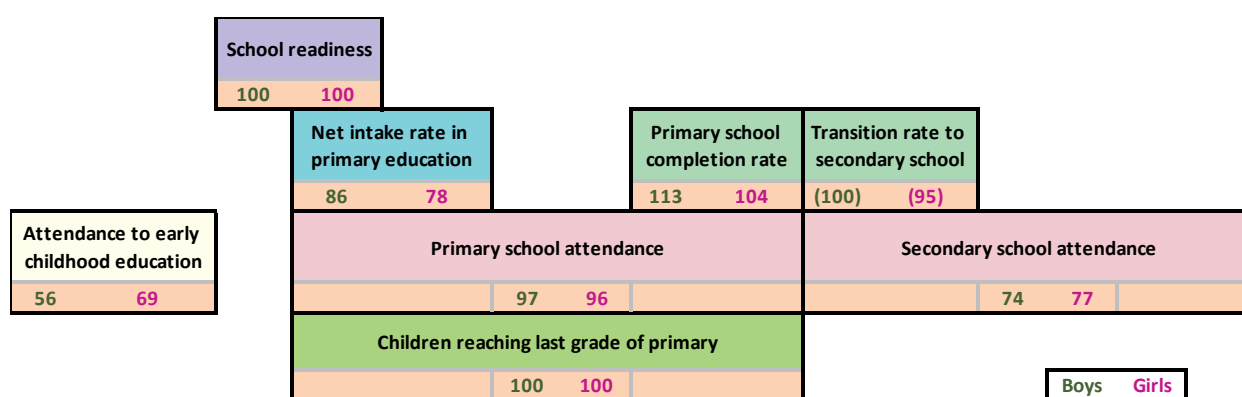 School readiness
100 100
Net intake rate in
primary education
86 78
Primary school
completion rate
113 104
Transition rate to
secondary school
(100) (95)
Attendance to early
childhood education
56 69
Primary school attendance
97 96
Secondary school attendance
74 77
Children reaching last grade of primary
100 100
Boys Girls